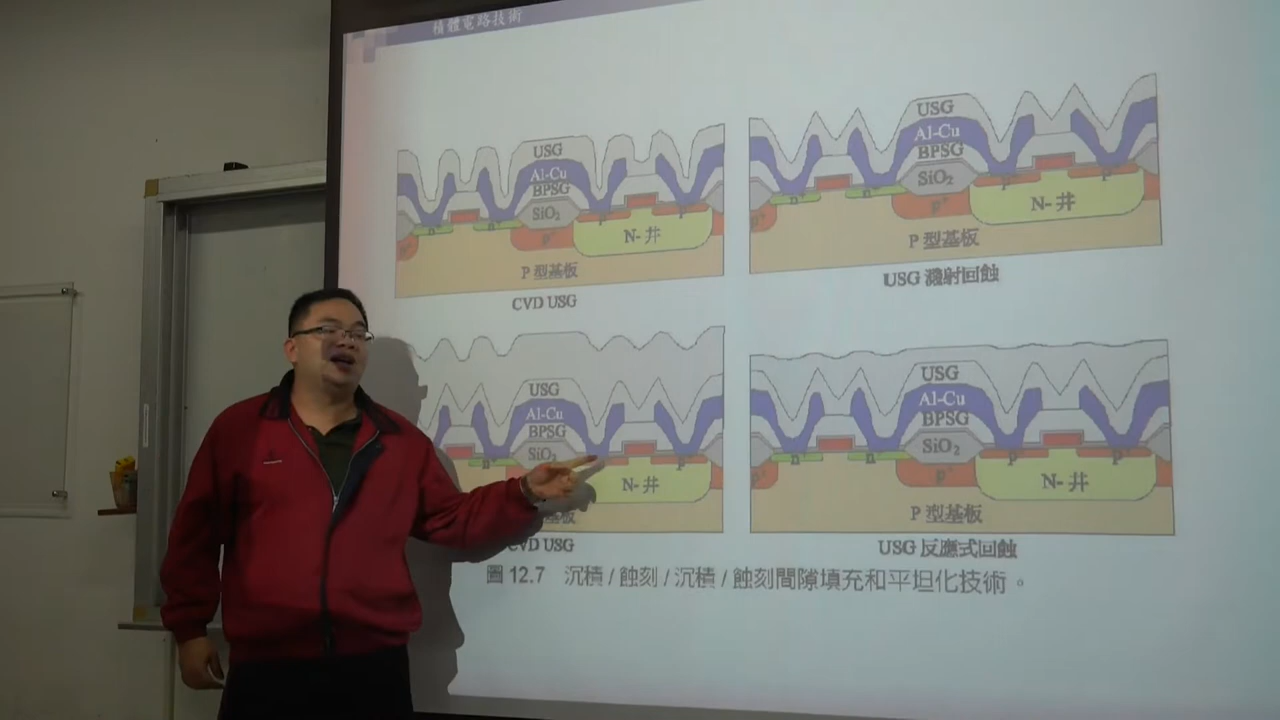 積體電路技術
USG
Al-Cu
BPSG
SiO₂
P⁺
N- 井
P 型基板
CVD USG
USG
Al-Cu
BPSG
SiO₂
P⁺
N- 井
P 型基板
USG 濺射回蝕
USG
Al-Cu
BPSG
SiO₂
N- 井
基板
CVD USG
USG
Al-Cu
BPSG
SiO₂
P⁺
N- 井
P 型基板
USG 反應式回蝕
圖 12.7 沉積 / 蝕刻 / 沉積 / 蝕刻間隙填充和平坦化技術。